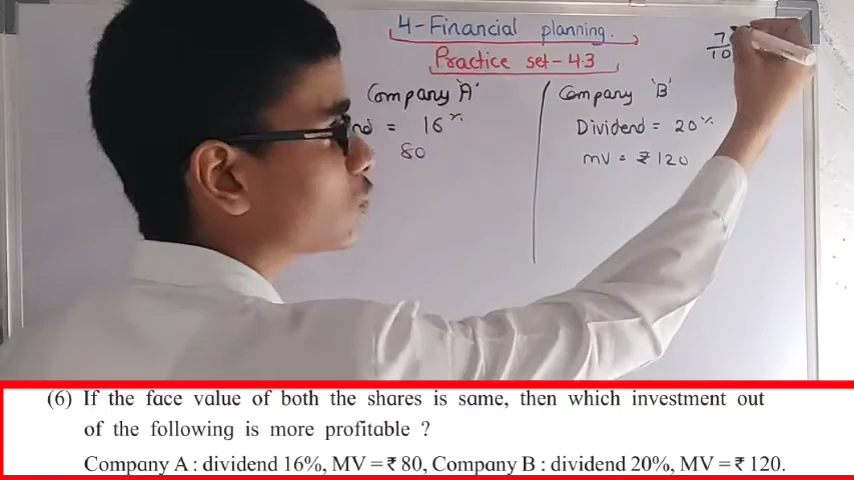 4-Financial planning.
Practice set-4.3
Company 'A'
= 16%
80
Company 'B'
Dividend = 20%
MV = ₹120
7
10
(6) If the face value of both the shares is same, then which investment out
of the following is more profitable ?
Company A : dividend 16%, MV = ₹ 80, Company B : dividend 20%, MV = ₹ 120.